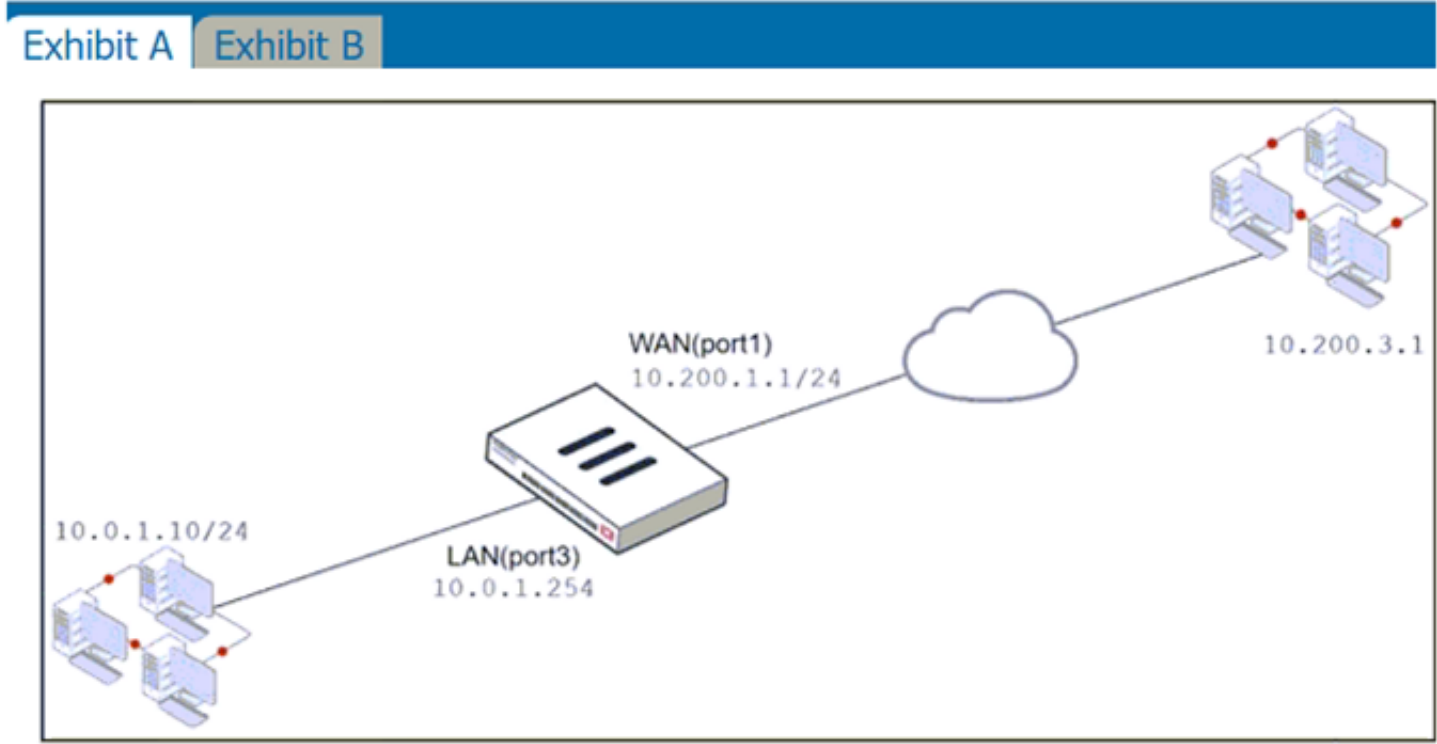 Exhibit A Exhibit B
WAN(port1)
10.200.1.1/24
10.200.3.1
10.0.1.10/24
LAN(port3)
10.0.1.254